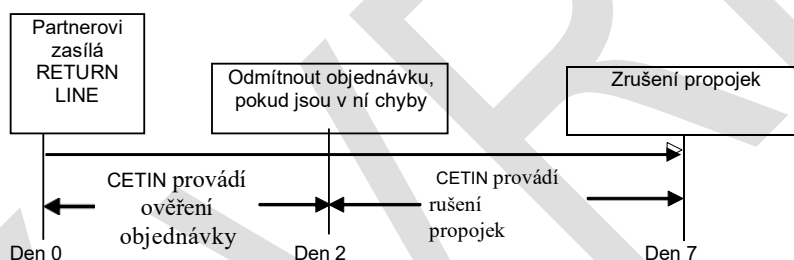 Partnerovi
zasílá
RETURN
LINE
Odmítnout objednávku,
pokud jsou v ní chyby
Zrušení propojek
CETIN provádí
ověření
objednávky
CETIN provádí
rušení
propojek
Den 0
Den 2
Den 7